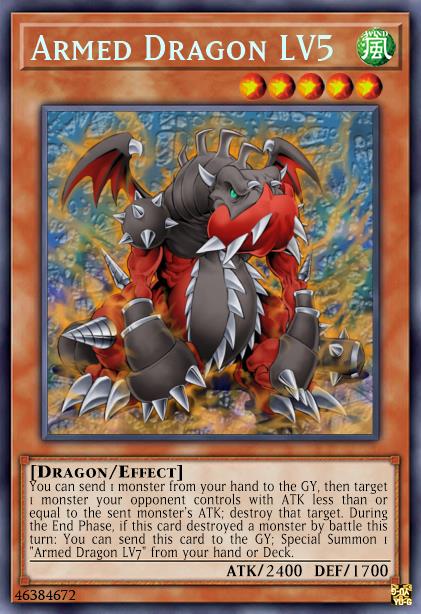 ARMED DRAGON LV5
WIND
風
[DRAGON/EFFECT]
You can send 1 monster from your hand to the GY, then target
1 monster your opponent controls with ATK less than or
equal to the sent monster's ATK; destroy that target. During
the End Phase, if this card destroyed a monster by battle this
turn: You can send this card to the GY; Special Summon 1
"Armed Dragon LV7" from your hand or Deck.
ATK/2400 DEF/1700
46384672